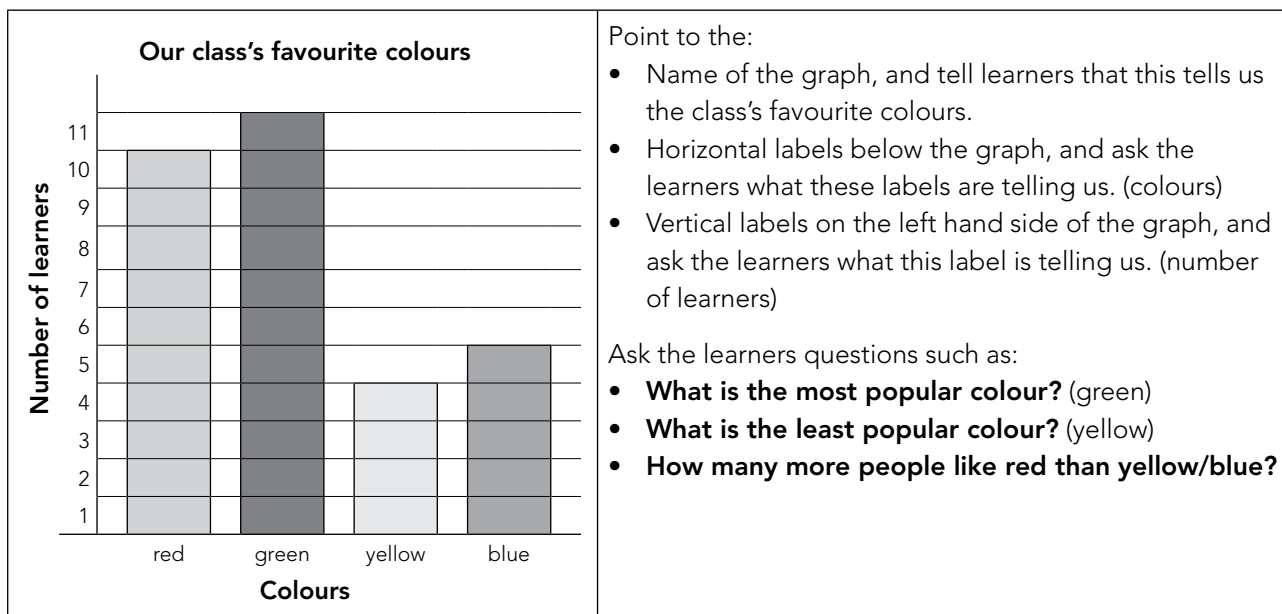 Our class's favourite colours
Number of learners
11
10
9
8
7
6
5
4
3
2
1
red green yellow blue
Colours
Point to the:
• Name of the graph, and tell learners that this tells us
the class's favourite colours.
• Horizontal labels below the graph, and ask the
learners what these labels are telling us. (colours)
• Vertical labels on the left hand side of the graph, and
ask the learners what this label is telling us. (number
of learners)
Ask the learners questions such as:
• What is the most popular colour? (green)
• What is the least popular colour? (yellow)
• How many more people like red than yellow/blue?